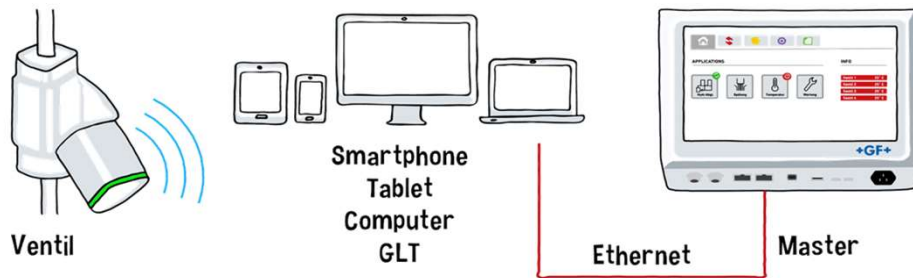 APPLICATIONS
INFO
+GF+
Smartphone
Tablet
Computer
GLT
Ventil
Ethernet
Master